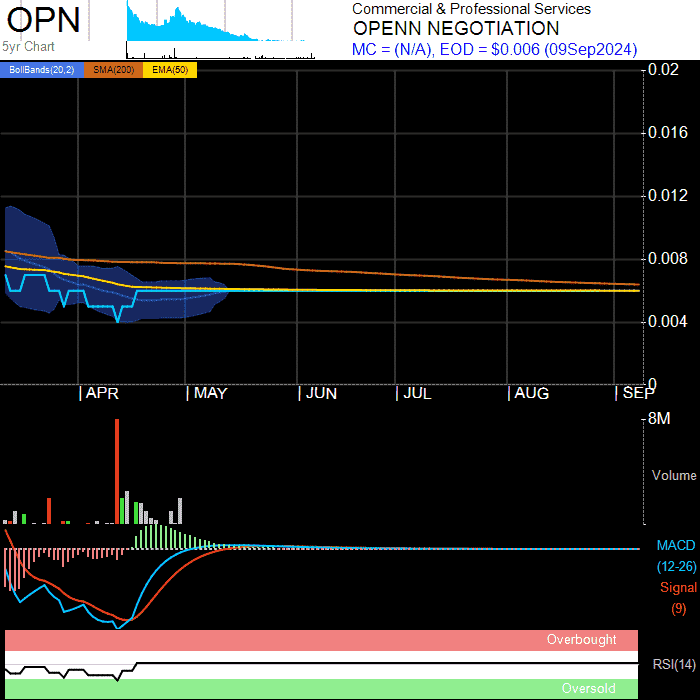 OPN
5yr Chart
Commercial & Professional Services
OPENN NEGOTIATION
MC = (N/A), EOD = $0.006 (09Sep2024)
BollBands(20,2) SMA(200) EMA(50)
0.02
0.016
0.012
0.008
0.004
0
APR MAY JUN JUL AUG SEP
8M
Volume
MACD
(12-26)
Signal
(9)
Overbought
RSI(14)
Oversold